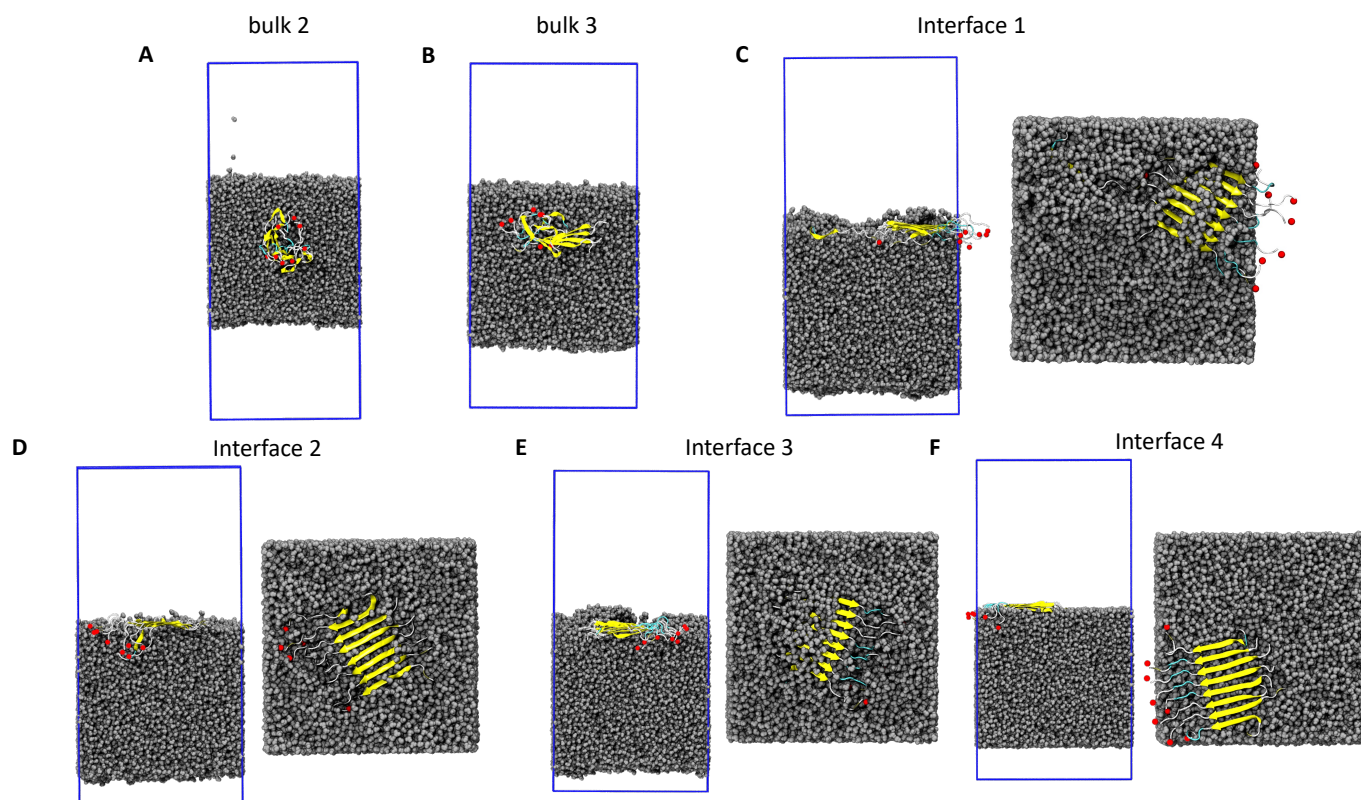 bulk 2
bulk 3
Interface 1
A
B
C
Interface 2
Interface 3
Interface 4
D
E
F